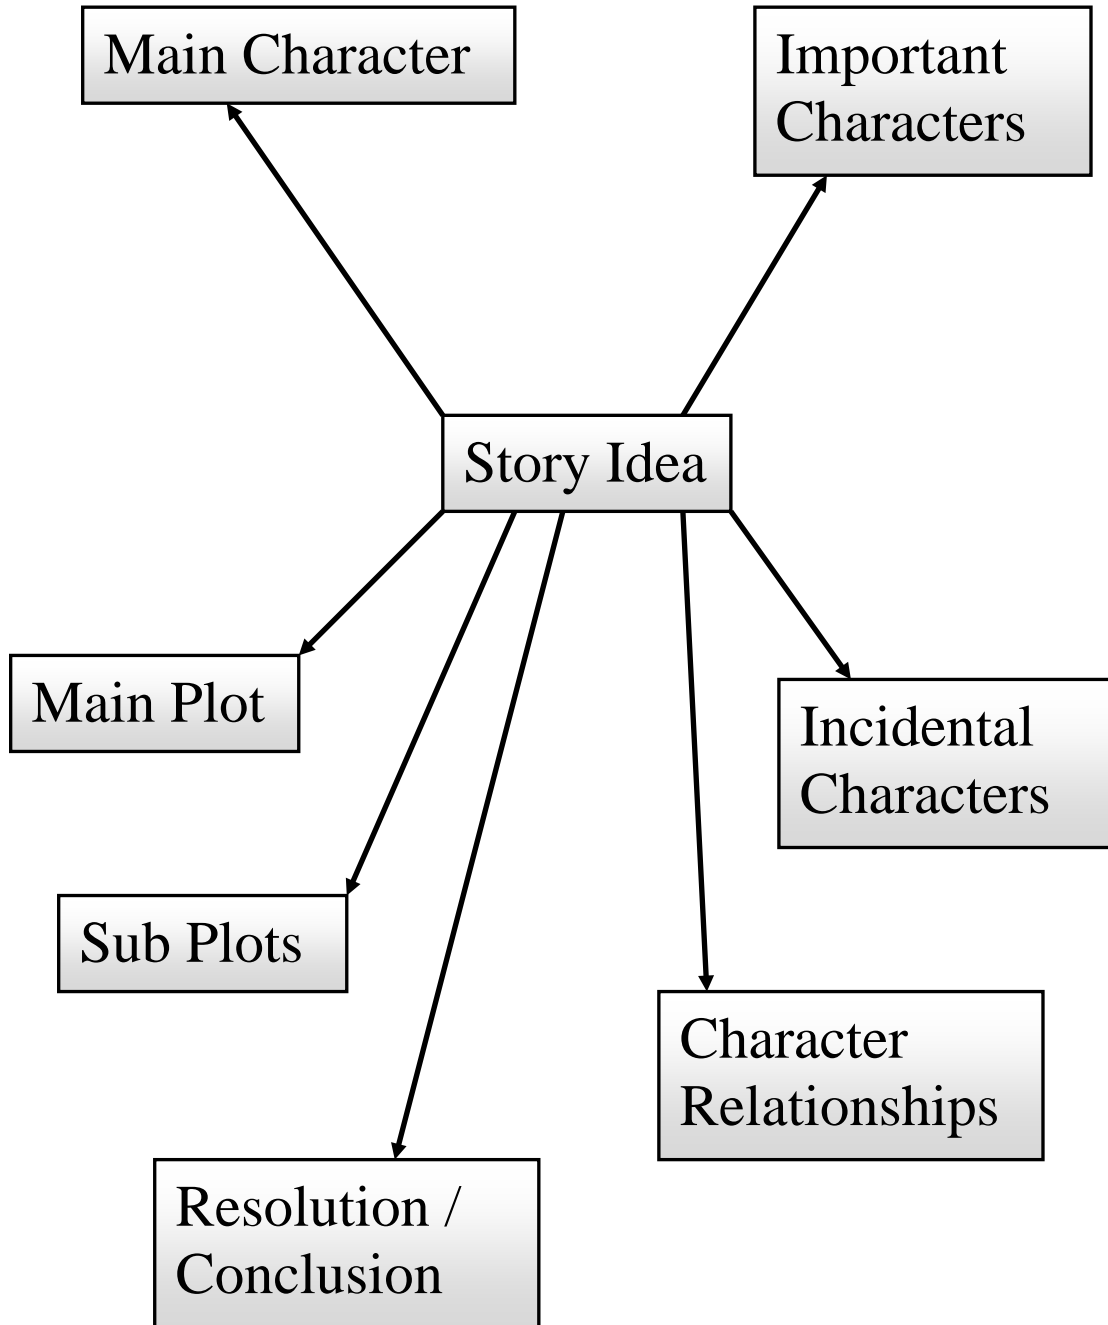 Main Character
Important
Characters
Story Idea
Main Plot
Incidental
Characters
Sub Plots
Character
Relationships
Resolution /
Conclusion